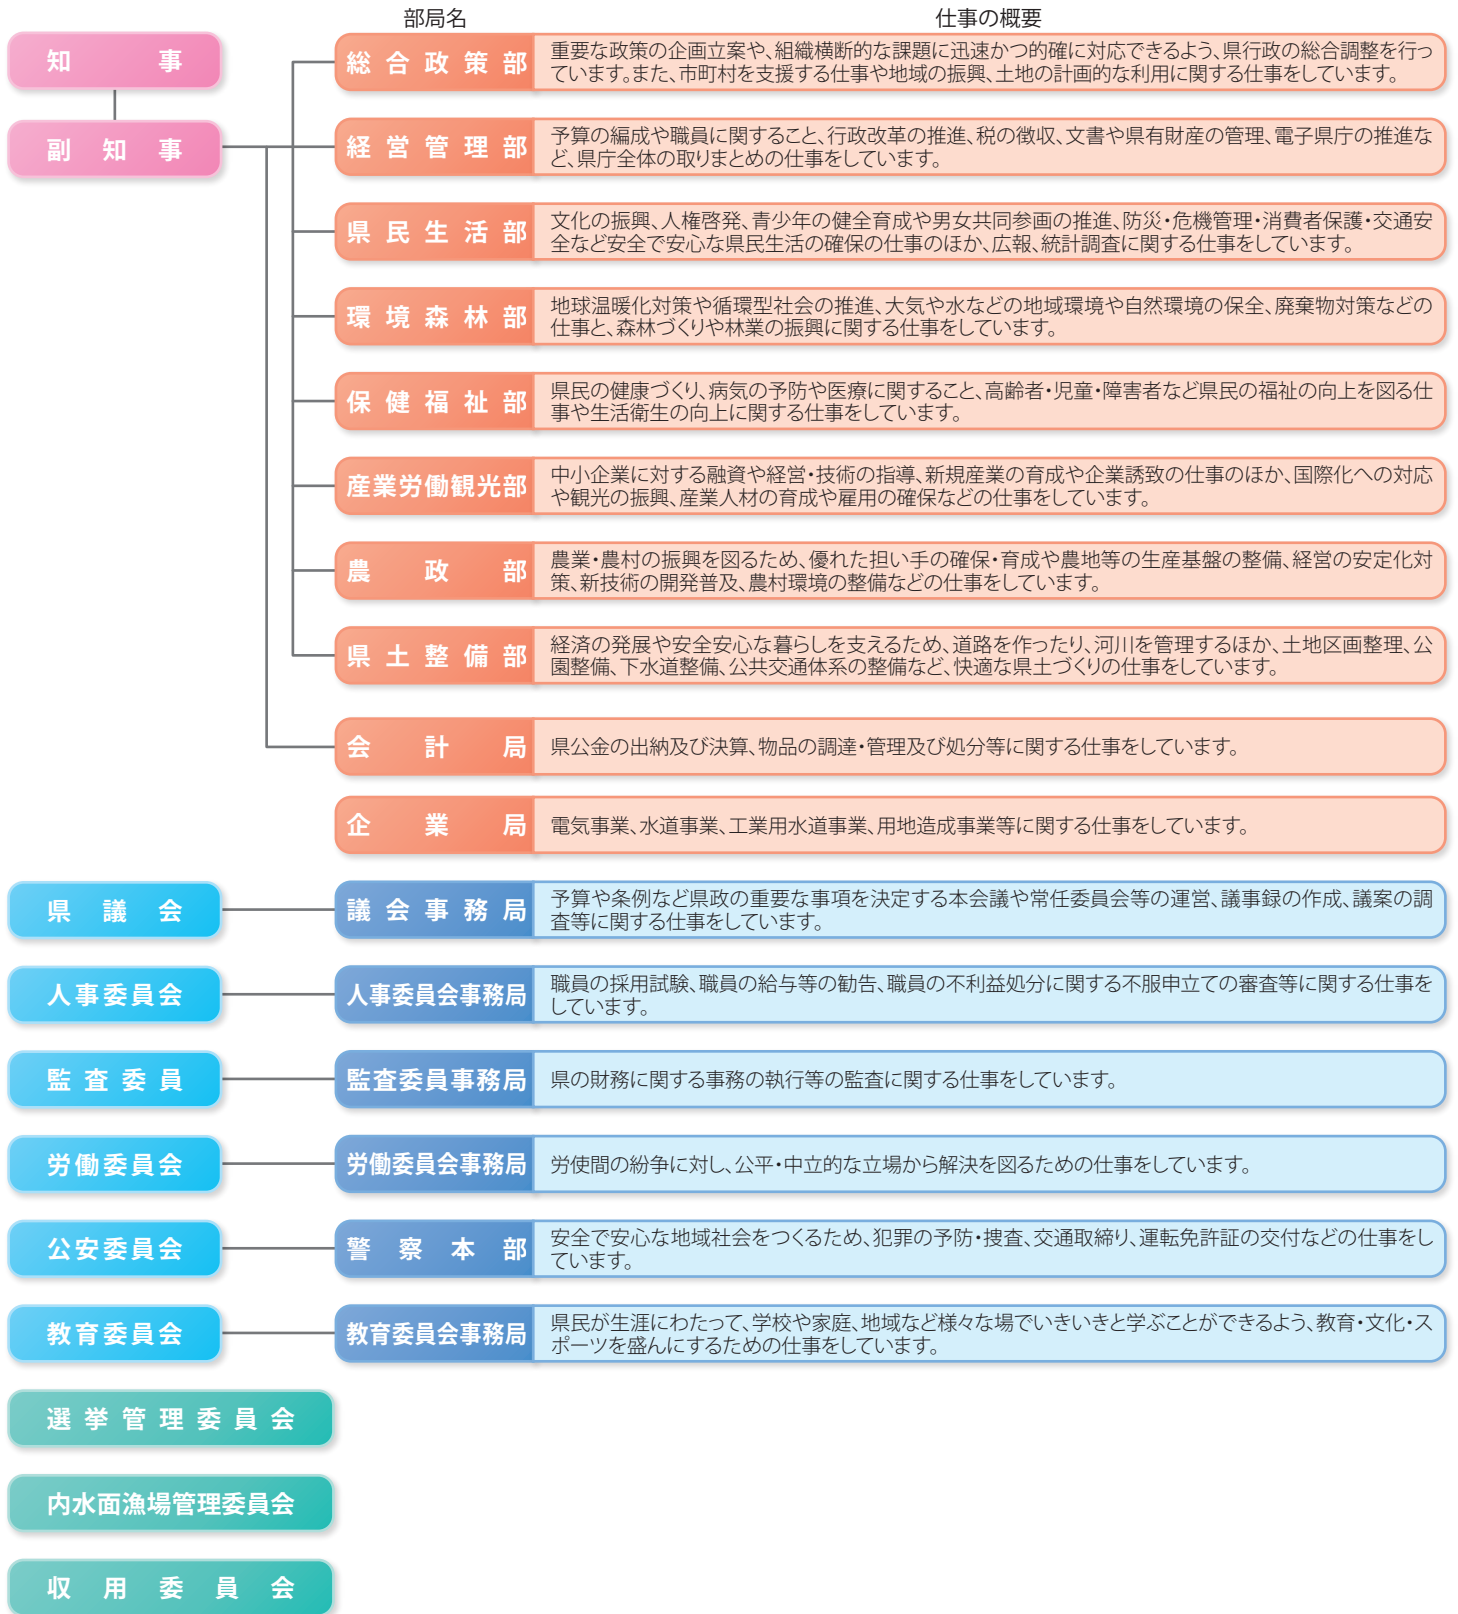 部局名
仕事の概要
知事
副知事
総合政策部
重要な政策の企画立案や、組織横断的な課題に迅速かつ的確に対応できるよう、県行政の総合調整を行っ
ています。また、市町村を支援する仕事や地域の振興、土地の計画的な利用に関する仕事をしています。
経営管理部
予算の編成や職員に関すること、行政改革の推進、税の徴収、文書や県有財産の管理、電子県庁の推進な
ど、県庁全体の取りまとめの仕事をしています。
県民生活部
文化の振興、人権啓発、青少年の健全育成や男女共同参画の推進、防災・危機管理・消費者保護・交通安
全など安全で安心な県民生活の確保の仕事のほか、広報、統計調査に関する仕事をしています。
環境森林部
地球温暖化対策や循環型社会の推進、大気や水などの地域環境や自然環境の保全、廃棄物対策などの
仕事と、森林づくりや林業の振興に関する仕事をしています。
保健福祉部
県民の健康づくり、病気の予防や医療に関すること、高齢者・児童・障害者など県民の福祉の向上を図る仕
事や生活衛生の向上に関する仕事をしています。
産業労働観光部
中小企業に対する融資や経営・技術の指導、新規産業の育成や企業誘致の仕事のほか、国際化への対応
や観光の振興、産業人材の育成や雇用の確保などの仕事をしています。
農政部
農業・農村の振興を図るため、優れた担い手の確保・育成や農地等の生産基盤の整備、経営の安定化対
策、新技術の開発普及、農村環境の整備などの仕事をしています。
県土整備部
経済の発展や安全安心な暮らしを支えるため、道路を作ったり、河川を管理するほか、土地区画整理、公
園整備、下水道整備、公共交通体系の整備など、快適な県土づくりの仕事をしています。
会計局
県公金の出納及び決算、物品の調達・管理及び処分等に関する仕事をしています。
企業局
電気事業、水道事業、工業用水道事業、用地造成事業等に関する仕事をしています。
県議会
議会事務局
予算や条例など県政の重要な事項を決定する本会議や常任委員会等の運営、議事録の作成、議案の調
査等に関する仕事をしています。
人事委員会
人事委員会事務局
職員の採用試験、職員の給与等の勧告、職員の不利益処分に関する不服申立ての審査等に関する仕事を
しています。
監査委員
監査委員事務局
県の財務に関する事務の執行等の監査に関する仕事をしています。
労働委員会
労働委員会事務局
労使間の紛争に対し、公平・中立的な立場から解決を図るための仕事をしています。
公安委員会
警察本部
安全で安心な地域社会をつくるため、犯罪の予防・捜査、交通取締り、運転免許証の交付などの仕事をし
ています。
教育委員会
教育委員会事務局
県民が生涯にわたって、学校や家庭、地域など様々な場でいきいきと学ぶことができるよう、教育・文化・ス
ポーツを盛んにするための仕事をしています。
選挙管理委員会
内水面漁場管理委員会
収用委員会